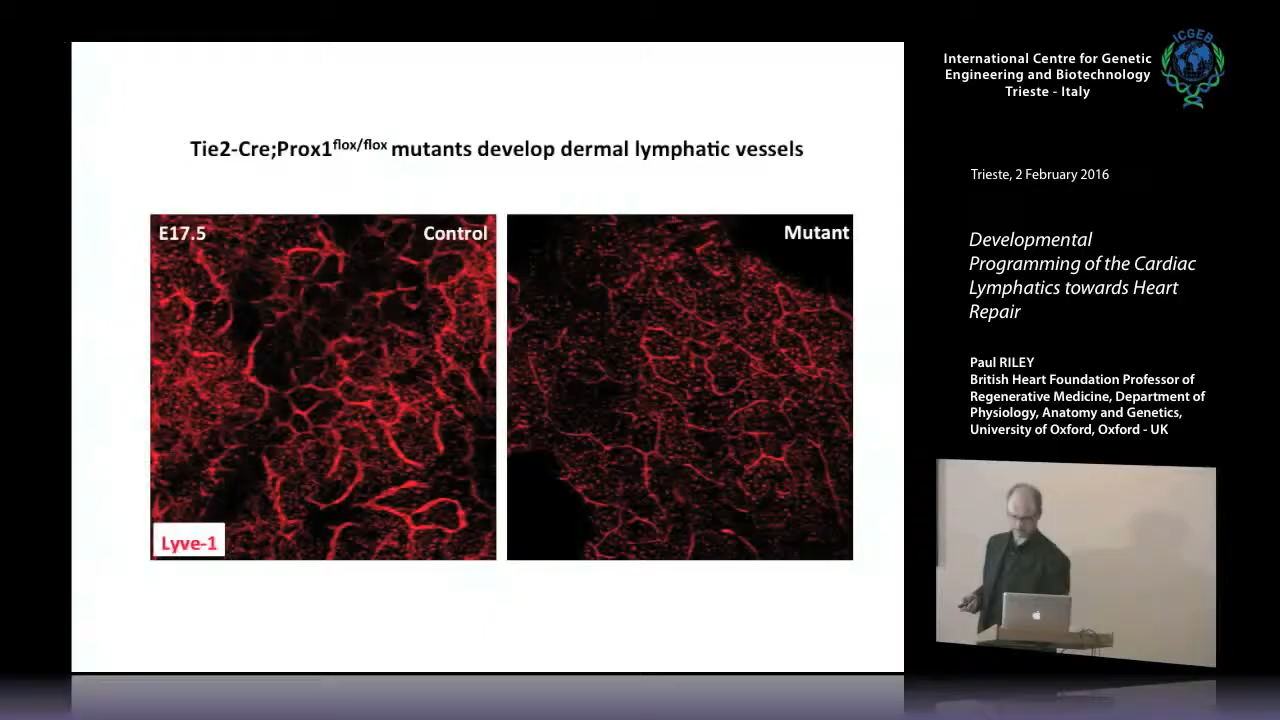 Tie2-Cre;Prox1flox/flox mutants develop dermal lymphatic vessels
E17.5
Control
Mutant
Lyve-1
ICGEB
International Centre for Genetic
Engineering and Biotechnology
Trieste - Italy
Trieste, 2 February 2016
Developmental
Programming of the Cardiac
Lymphatics towards Heart
Repair
Paul RILEY
British Heart Foundation Professor of
Regenerative Medicine, Department of
Physiology, Anatomy and Genetics,
University of Oxford, Oxford - UK